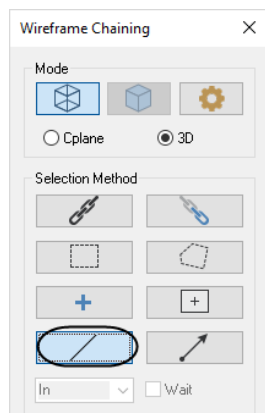 Wireframe Chaining
Mode
Cplane
3D
Selection Method
In
Wait